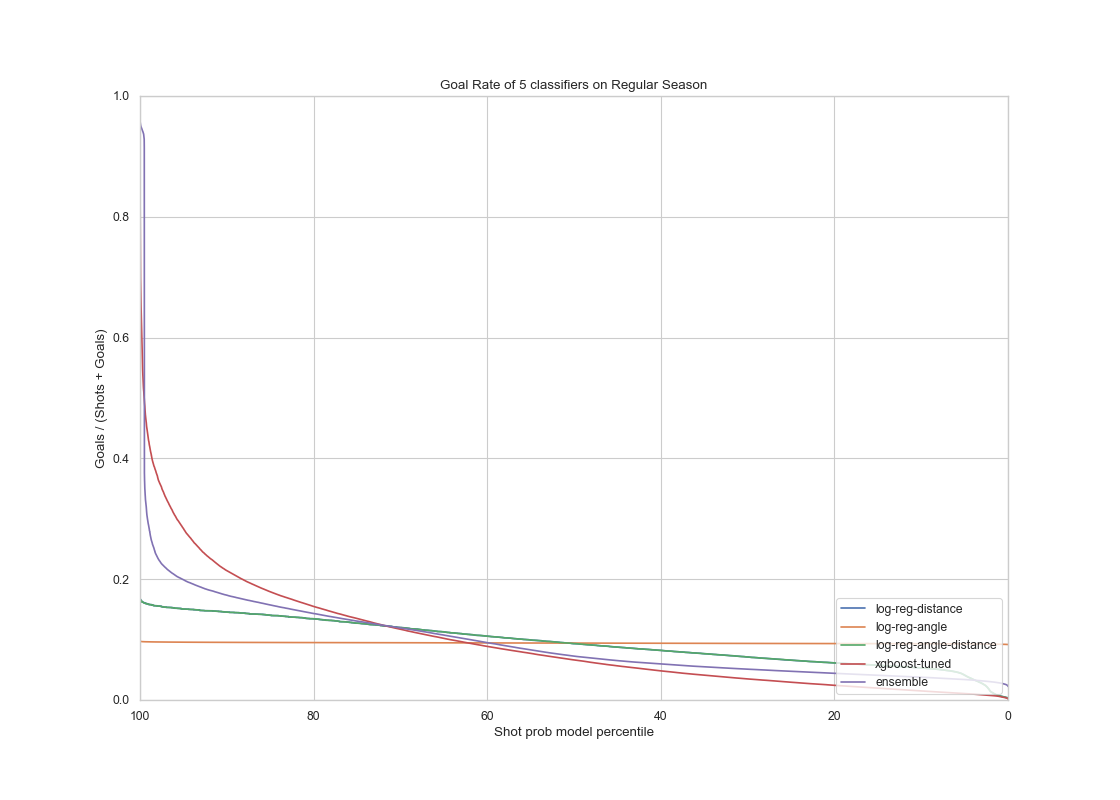 Goal Rate of 5 classifiers on Regular Season
1.0
0.8
0.6
0.4
0.2
0.0
Goals / (Shots + Goals)
100
80
60
40
20
0
Shot prob model percentile
log-reg-distance
log-reg-angle
log-reg-angle-distance
xgboost-tuned
ensemble